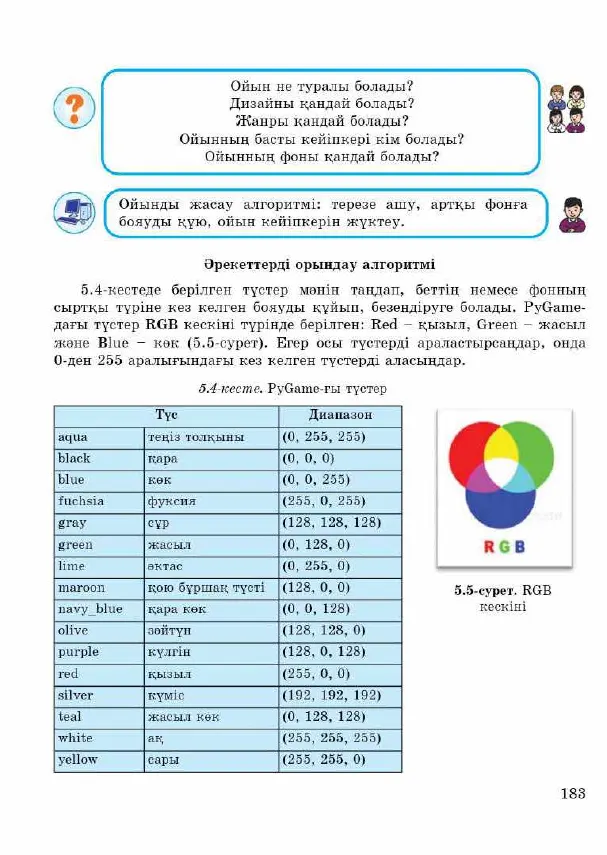 Ойын не туралы болады?
Дизайны қандай болады?
Жанры қандай болады?
Ойынның басты кейіпкері кім болады?
Ойынның фоны қандай болады?
Ойынды жасау алгоритмі: терезе ашу, артқы фонға
бояуды құю, ойын кейіпкерін жүктеу.
Әрекеттерді орындау алгоритмі
5.4-кестеде берілген түстер мәнін таңдап, беттің немесе фонның
сыртқы түріне кез келген бояуды құйып, безендіруге болады. PyGame-
дағы түстер RGB кескіні түрінде берілген: Red – қызыл, Green – жасыл
және Blue – көк (5.5-сурет). Егер осы түстерді араластырсаңдар, онда
0-ден 255 аралығындағы кез келген түстерді аласыңдар.
5.4-кесте. PyGame-ғы түстер
Түс Диапазон
aqua теңіз толқыны (0, 255, 255)
black қара (0, 0, 0)
blue көк (0, 0, 255)
fuchsia фуксия (255, 0, 255)
gray сұр (128, 128, 128)
green жасыл (0, 128, 0)
lime әктас (0, 255, 0)
maroon қою бұршақ түсті (128, 0, 0)
navy_blue қара көк (0, 0, 128)
olive зәйтүн (128, 128, 0)
purple күлгін (128, 0, 128)
red қызыл (255, 0, 0)
silver күміс (192, 192, 192)
teal жасыл көк (0, 128, 128)
white ақ (255, 255, 255)
yellow сары (255, 255, 0)
R G B
5.5-сурет. RGB
кескіні
183